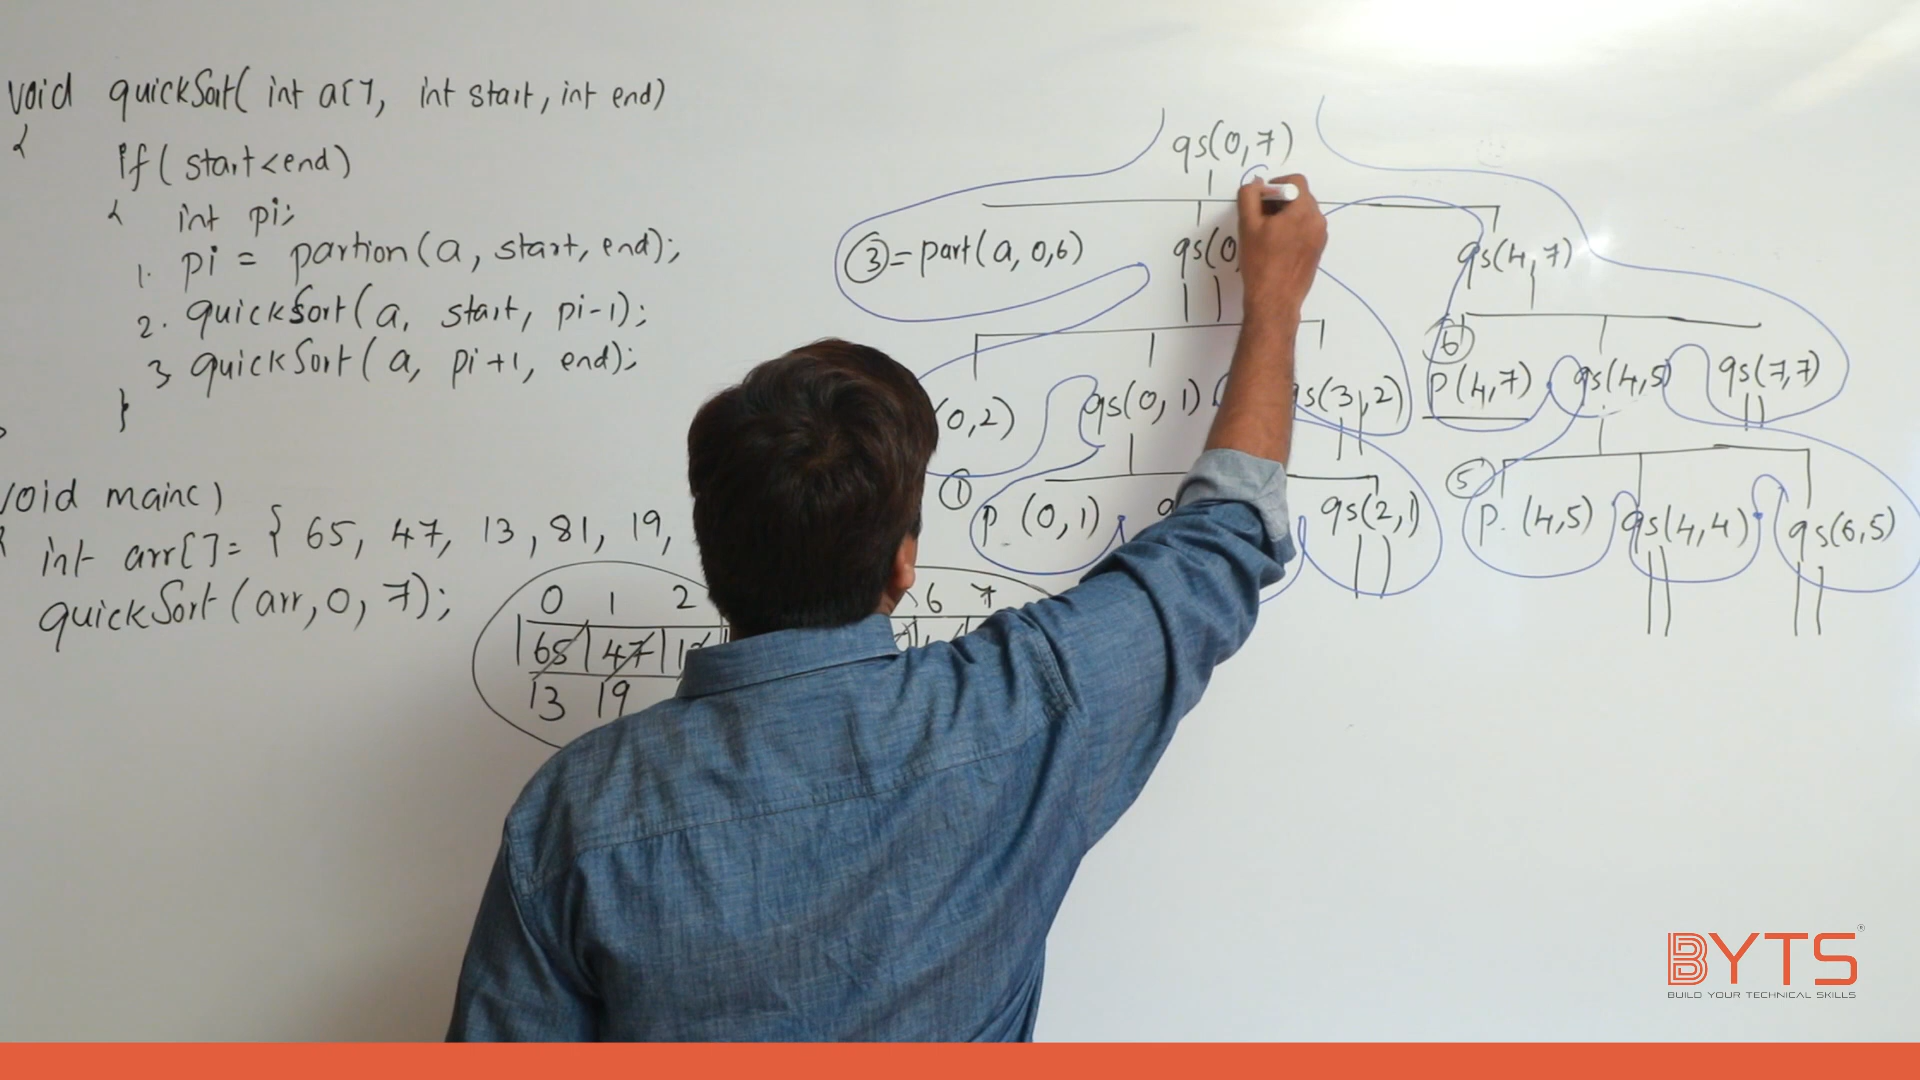 void quickSort( int a[], int start, int end)
{
if( start<end)
{ int pi;
1. pi = partion(a, start, end);
2. quickSort(a, start, pi-1);
3 quickSort(a, pi+1, end);
}
void main()
{ int arr[]= { 65, 47, 13, 81, 19,
quickSort(arr, 0, 7);
0 1 2
65 47
13 19
6 7
qs(0,7)
3 = part(a, 0,6)
qs(0,
qs(4,7)
(0,2)
qs(0,1)
qs(3,2)
6
P(4,7)
qs(4,5)
qs(7,7)
1
p. (0,1)
qs(2,1)
5
p. (4,5)
qs(4,4)
qs(6,5)
BYTS
BUILD YOUR TECHNICAL SKILLS